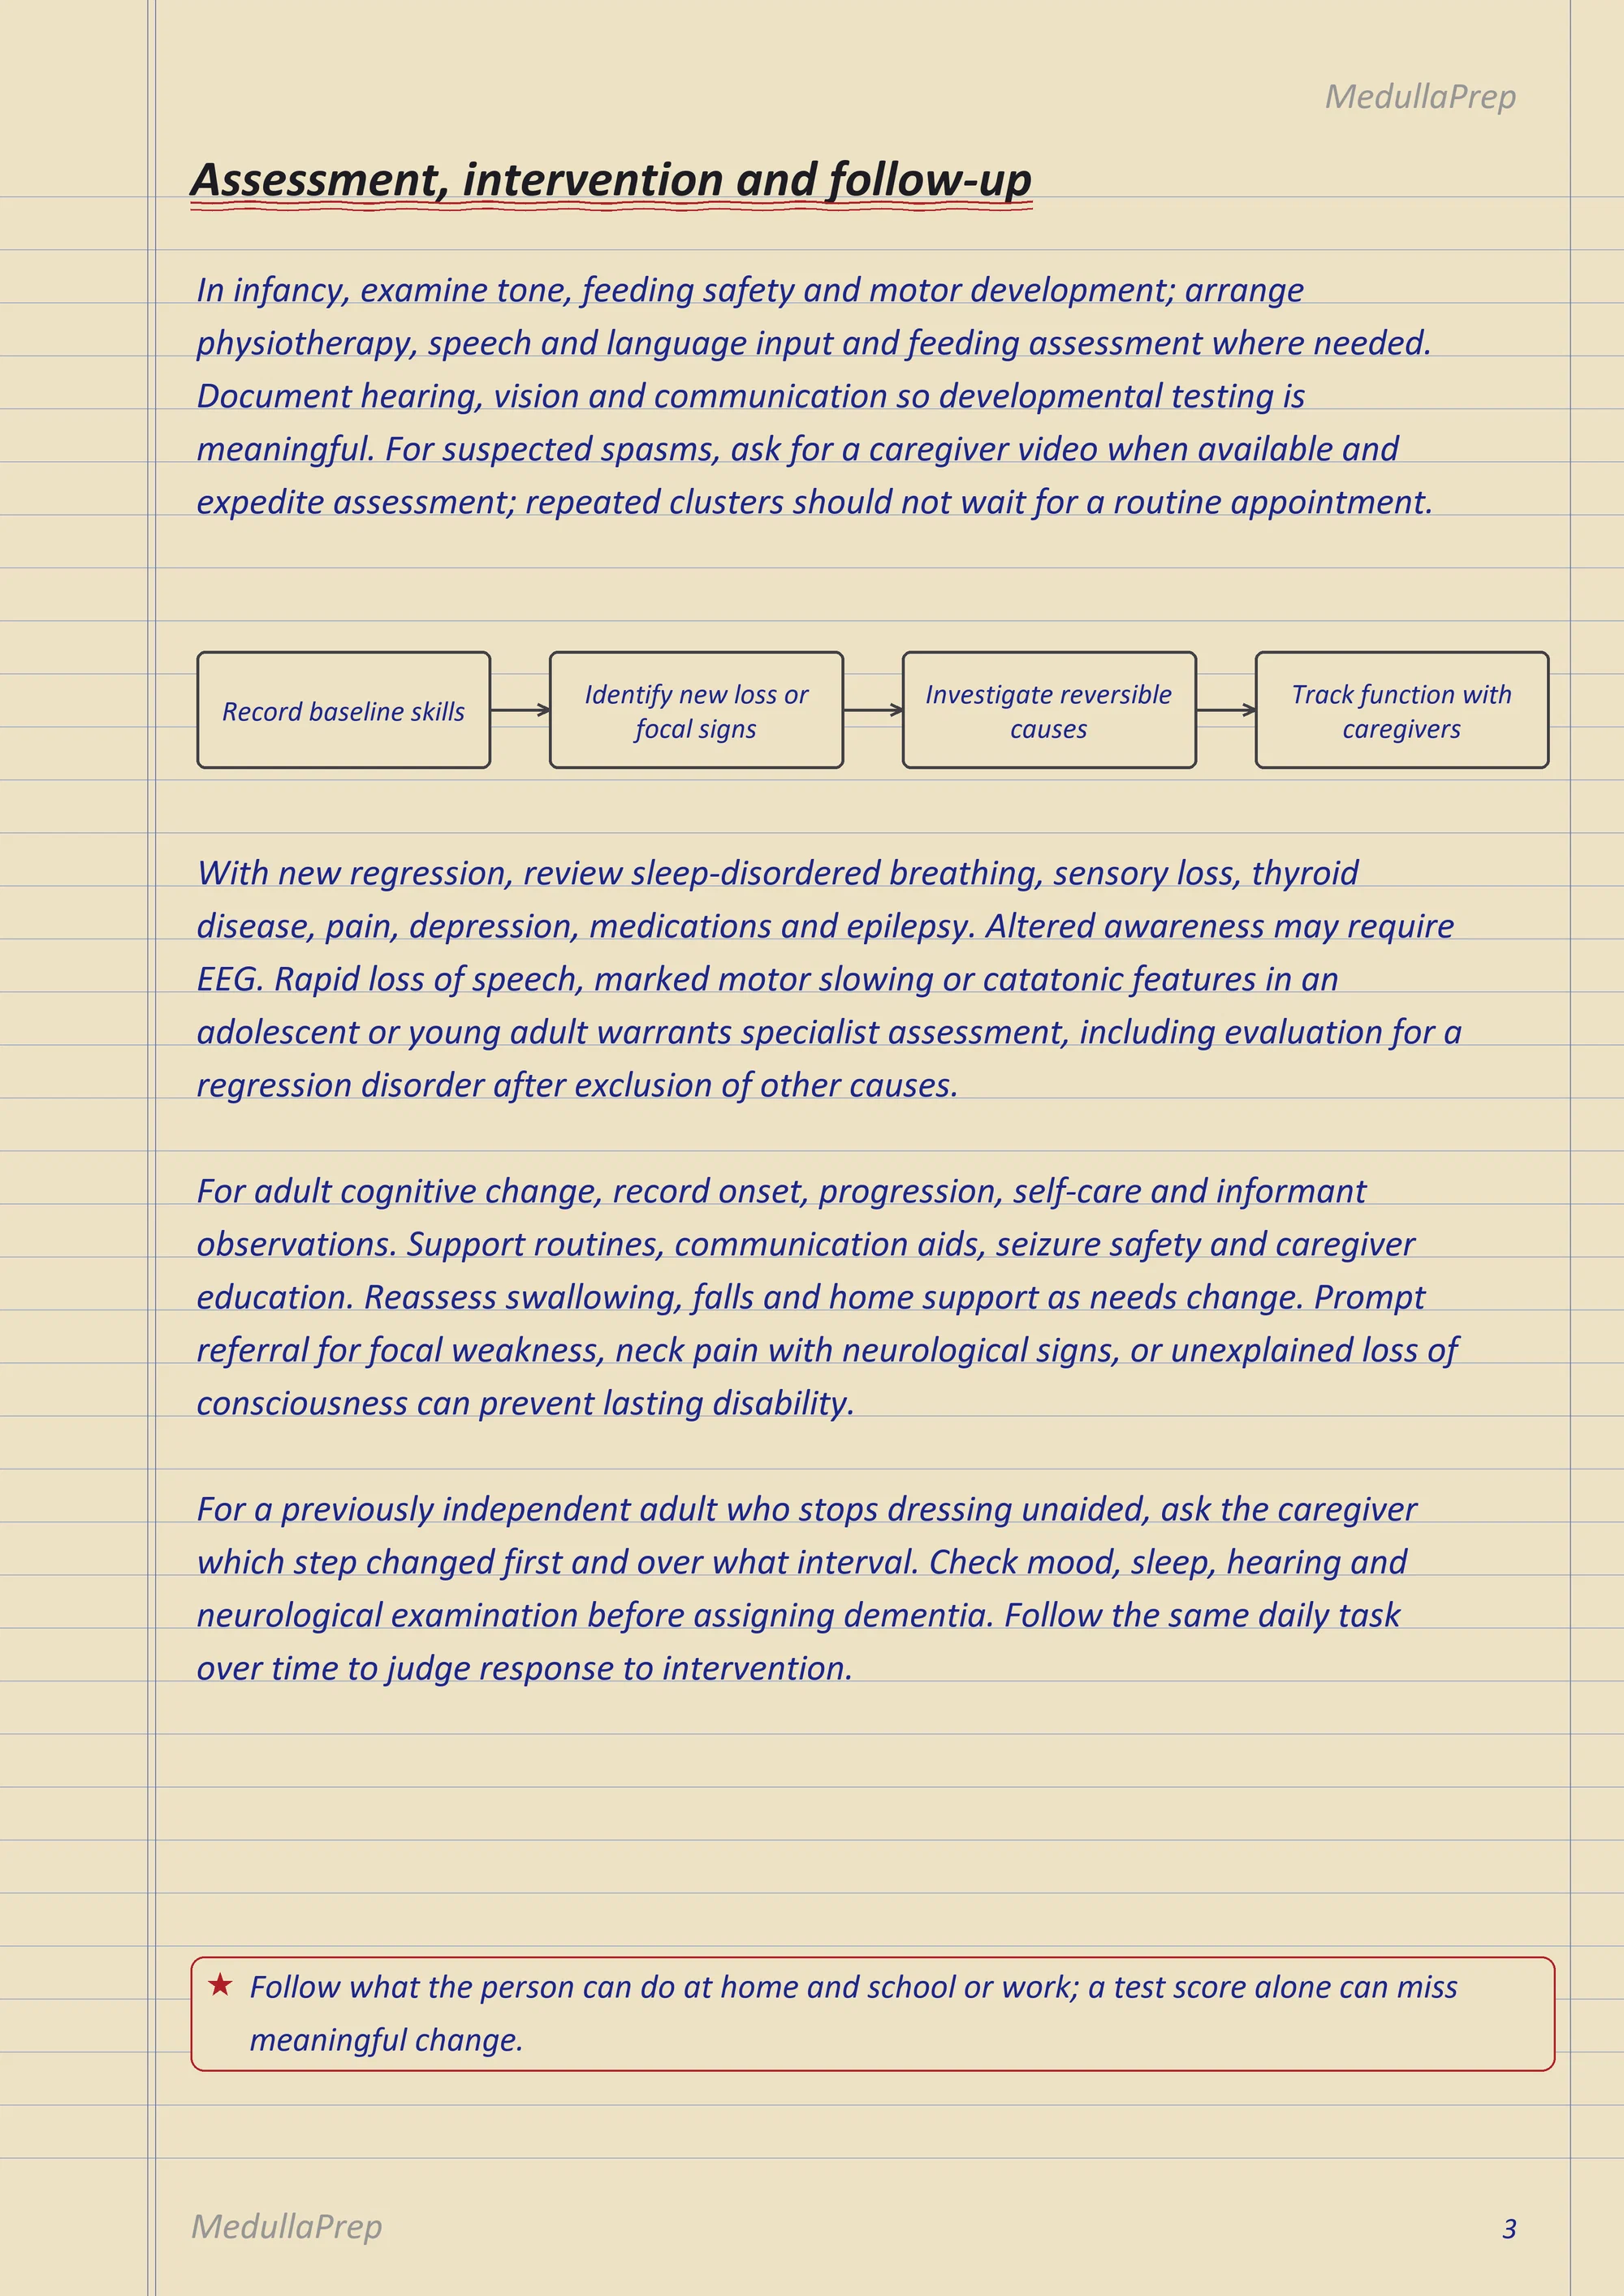 MedullaPrep
Assessment, intervention and follow-up
In infancy, examine tone, feeding safety and motor development; arrange
physiotherapy, speech and language input and feeding assessment where needed.
Document hearing, vision and communication so developmental testing is
meaningful. For suspected spasms, ask for a caregiver video when available and
expedite assessment; repeated clusters should not wait for a routine appointment.
Record baseline skills
Identify new loss or
focal signs
Investigate reversible
causes
Track function with
caregivers
With new regression, review sleep-disordered breathing, sensory loss, thyroid
disease, pain, depression, medications and epilepsy. Altered awareness may require
EEG. Rapid loss of speech, marked motor slowing or catatonic features in an
adolescent or young adult warrants specialist assessment, including evaluation for a
regression disorder after exclusion of other causes.
For adult cognitive change, record onset, progression, self-care and informant
observations. Support routines, communication aids, seizure safety and caregiver
education. Reassess swallowing, falls and home support as needs change. Prompt
referral for focal weakness, neck pain with neurological signs, or unexplained loss of
consciousness can prevent lasting disability.
For a previously independent adult who stops dressing unaided, ask the caregiver
which step changed first and over what interval. Check mood, sleep, hearing and
neurological examination before assigning dementia. Follow the same daily task
over time to judge response to intervention.
★ Follow what the person can do at home and school or work; a test score alone can miss
meaningful change.
MedullaPrep
3